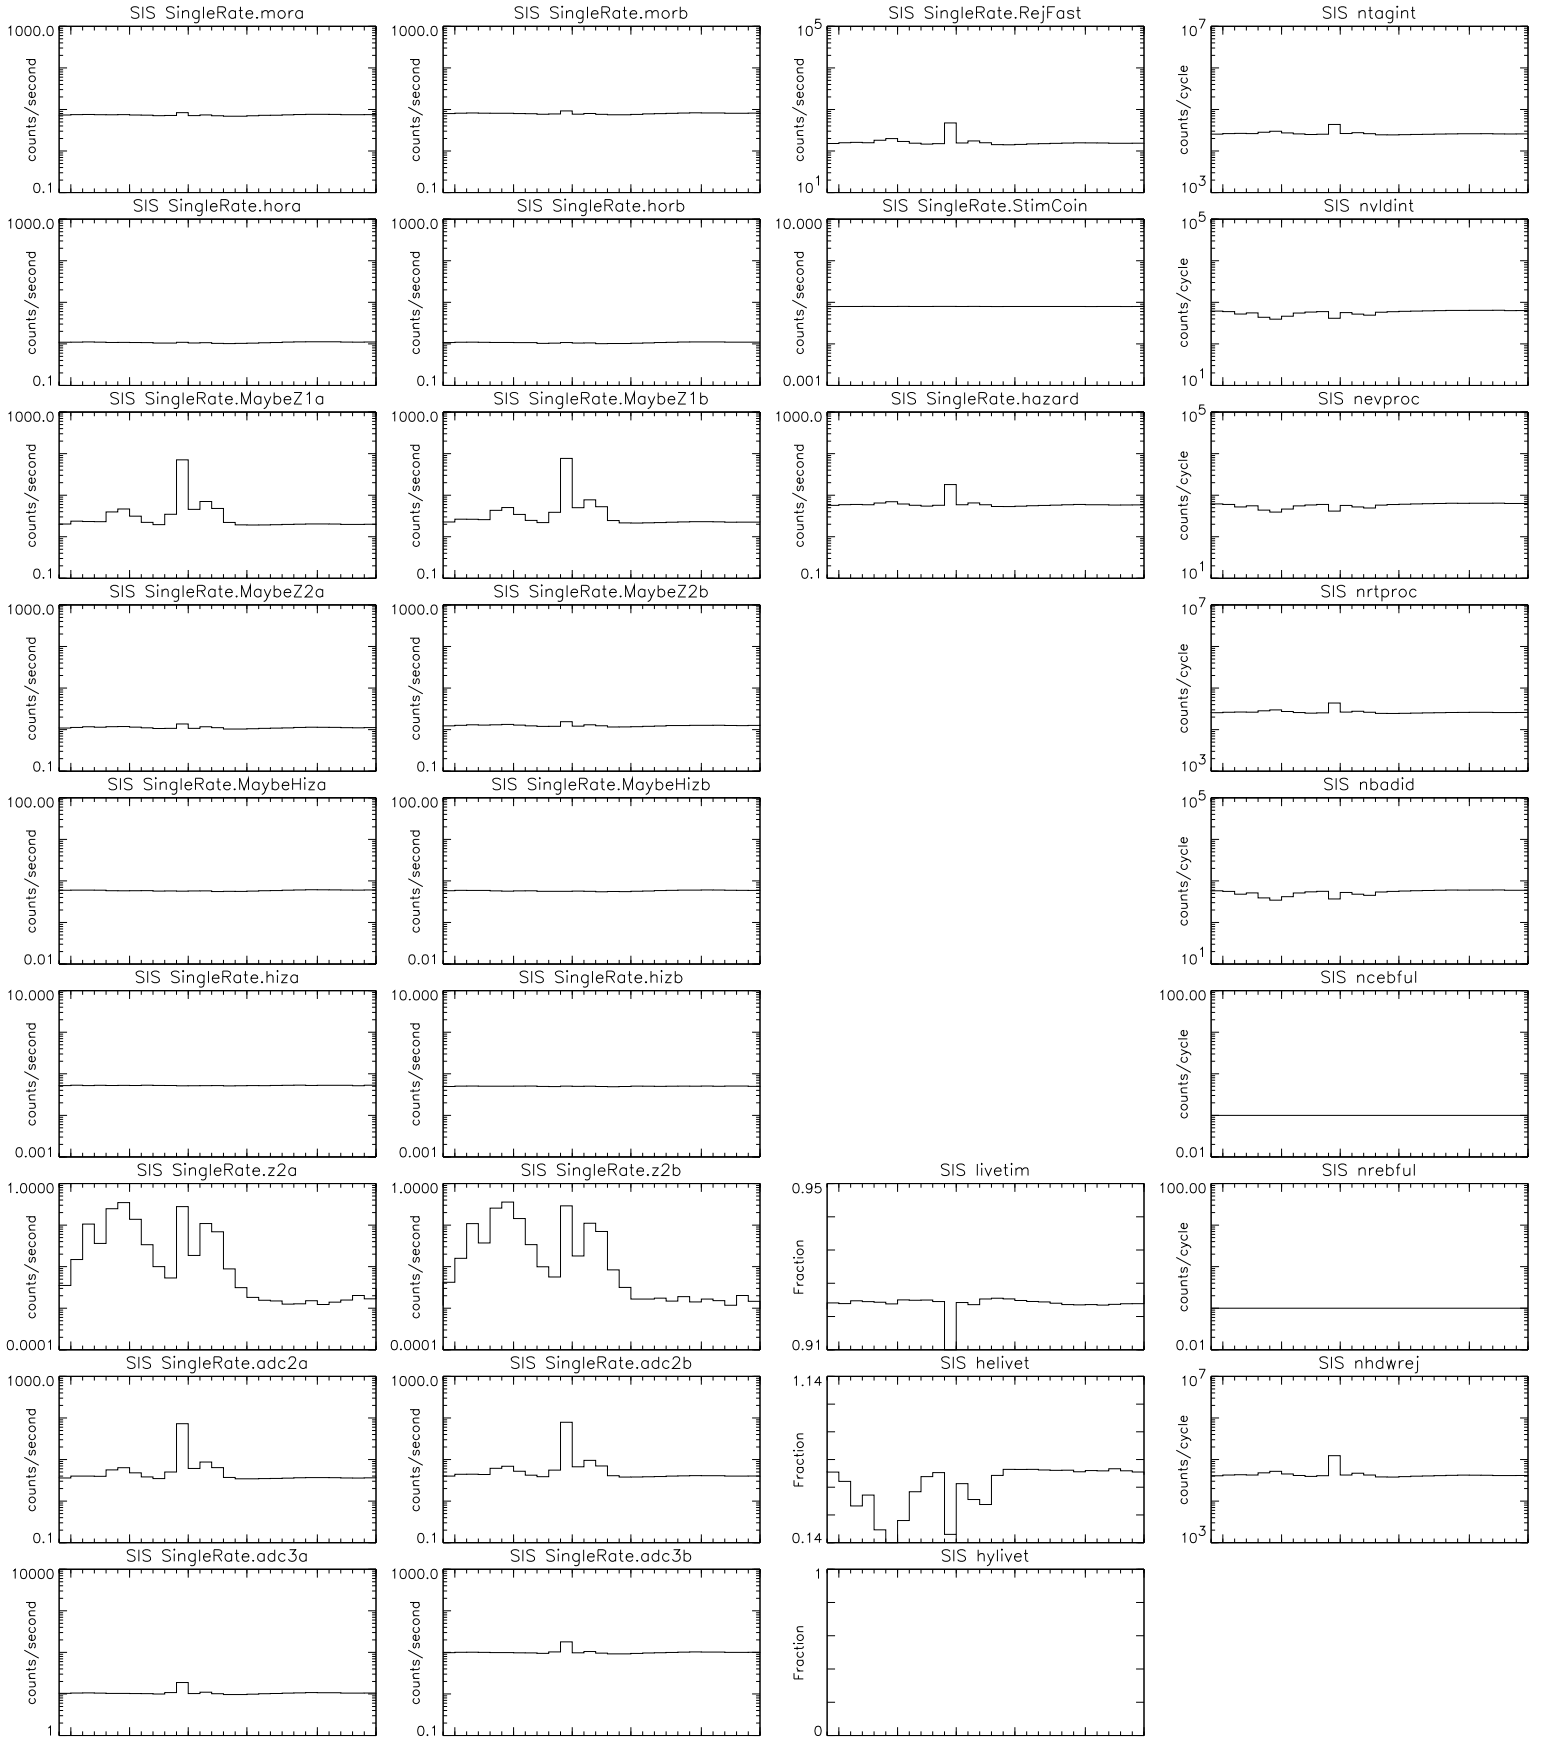 SIS SingleRate.mora
1000.0
counts/second
0.1
SIS SingleRate.morb
1000.0
counts/second
0.1
SIS SingleRate.RejFast
10^5
counts/second
10^1
SIS ntagint
10^7
counts/cycle
10^3
SIS SingleRate.hora
1000.0
counts/second
0.1
SIS SingleRate.horb
1000.0
counts/second
0.1
SIS SingleRate.StimCoin
10.000
counts/second
0.001
SIS nvldint
10^5
counts/cycle
10^1
SIS SingleRate.MaybeZ1a
1000.0
counts/second
0.1
SIS SingleRate.MaybeZ1b
1000.0
counts/second
0.1
SIS SingleRate.hazard
1000.0
counts/second
0.1
SIS nevproc
10^5
counts/cycle
10^1
SIS SingleRate.MaybeZ2a
1000.0
counts/second
0.1
SIS SingleRate.MaybeZ2b
1000.0
counts/second
0.1
SIS nrtproc
10^7
counts/cycle
10^3
SIS SingleRate.MaybeHiza
100.00
counts/second
0.01
SIS SingleRate.MaybeHizb
100.00
counts/second
0.01
SIS nbadid
10^5
counts/cycle
10^1
SIS SingleRate.hiza
10.000
counts/second
0.001
SIS SingleRate.hizb
10.000
counts/second
0.001
SIS ncebful
100.00
counts/cycle
0.01
SIS SingleRate.z2a
1.0000
counts/second
0.0001
SIS SingleRate.z2b
1.0000
counts/second
0.0001
SIS livetim
0.95
Fraction
0.91
SIS nrebful
100.00
counts/cycle
0.01
SIS SingleRate.adc2a
1000.0
counts/second
0.1
SIS SingleRate.adc2b
1000.0
counts/second
0.1
SIS helivet
1.14
Fraction
0.14
SIS nhdwrej
10^7
counts/cycle
10^3
SIS SingleRate.adc3a
10000
counts/second
1
SIS SingleRate.adc3b
1000.0
counts/second
0.1
SIS hylivet
1
Fraction
0